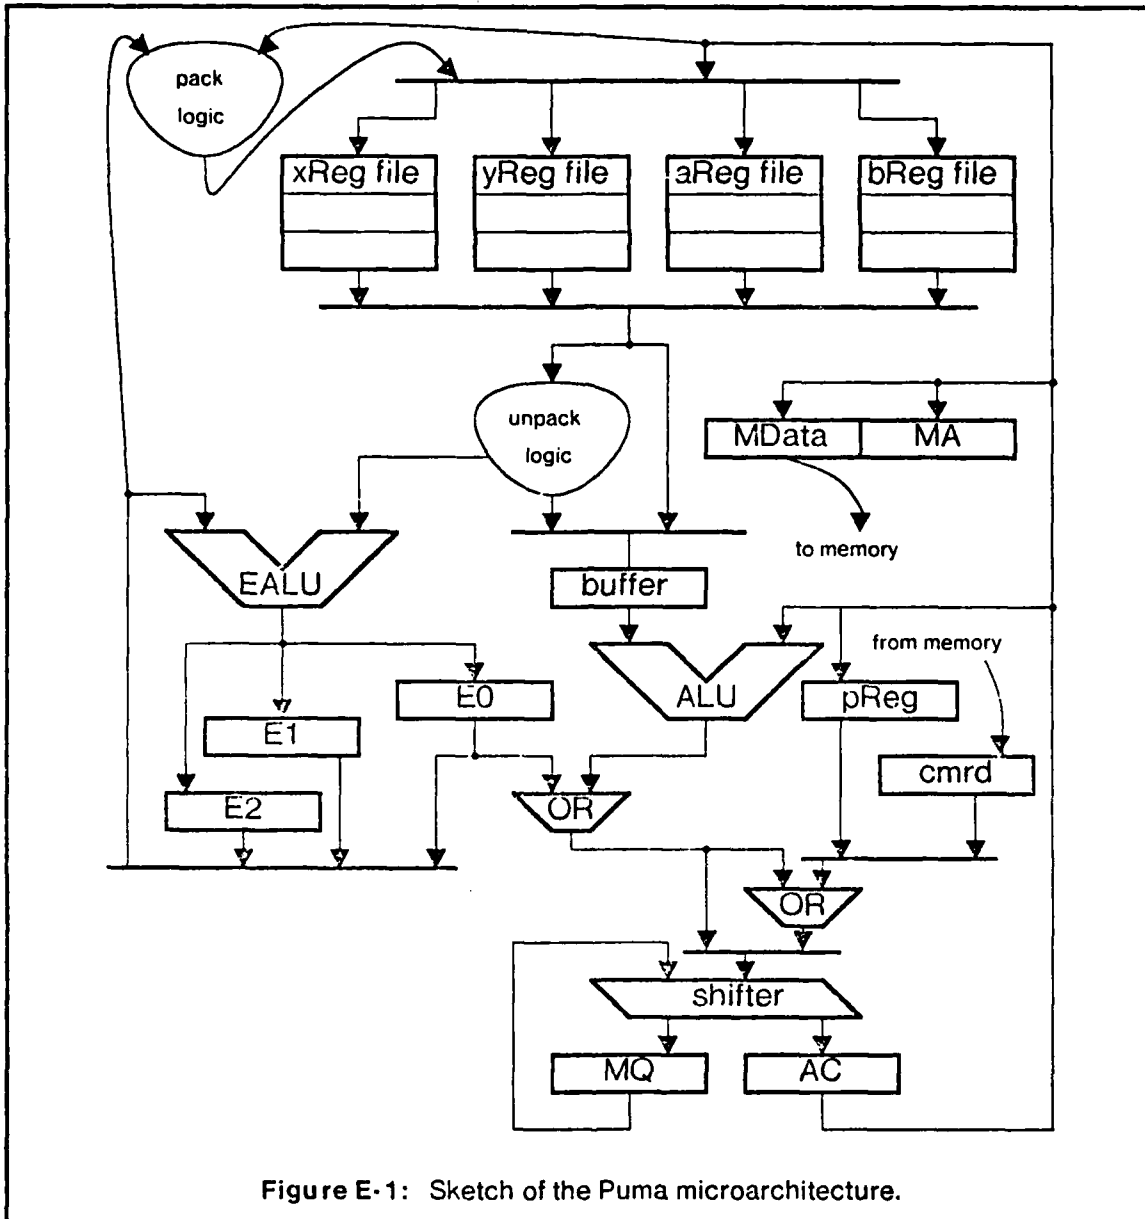 pack
logic
xReg file
yReg file
aReg file
bReg file
unpack
logic
MData
MA
to memory
EALU
buffer
from memory
E0
ALU
pReg
E1
cmrd
E2
OR
OR
shifter
MQ
AC
Figure E-1: Sketch of the Puma microarchitecture.